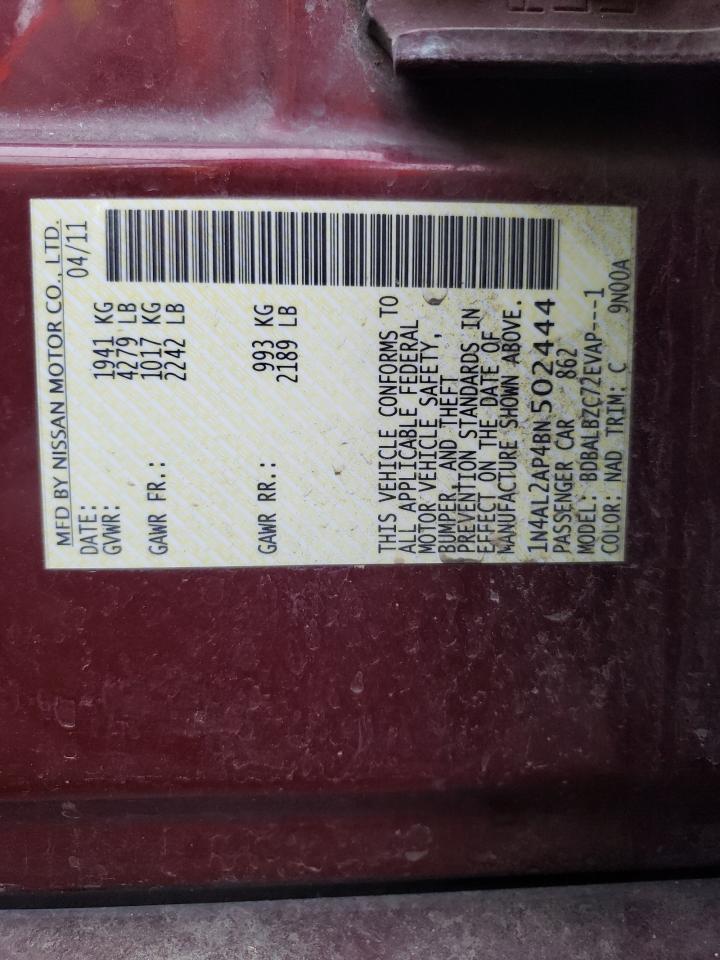 MFD BY NISSAN MOTOR CO., LTD.
DATE: 04/11
GVWR: 1941 KG
4279 LB
GAWR FR.: 1017 KG
2242 LB
GAWR RR.: 993 KG
2189 LB
THIS VEHICLE CONFORMS TO
ALL APPLICABLE FEDERAL
MOTOR VEHICLE SAFETY,
BUMPER, AND THEFT
PREVENTION STANDARDS IN
EFFECT ON THE DATE OF
MANUFACTURE SHOWN ABOVE.
1N4AL2AP4BN502444
PASSENGER CAR 862
MODEL: BDBALBZC72EVAP---1
COLOR: NAD TRIM: C 9N00A